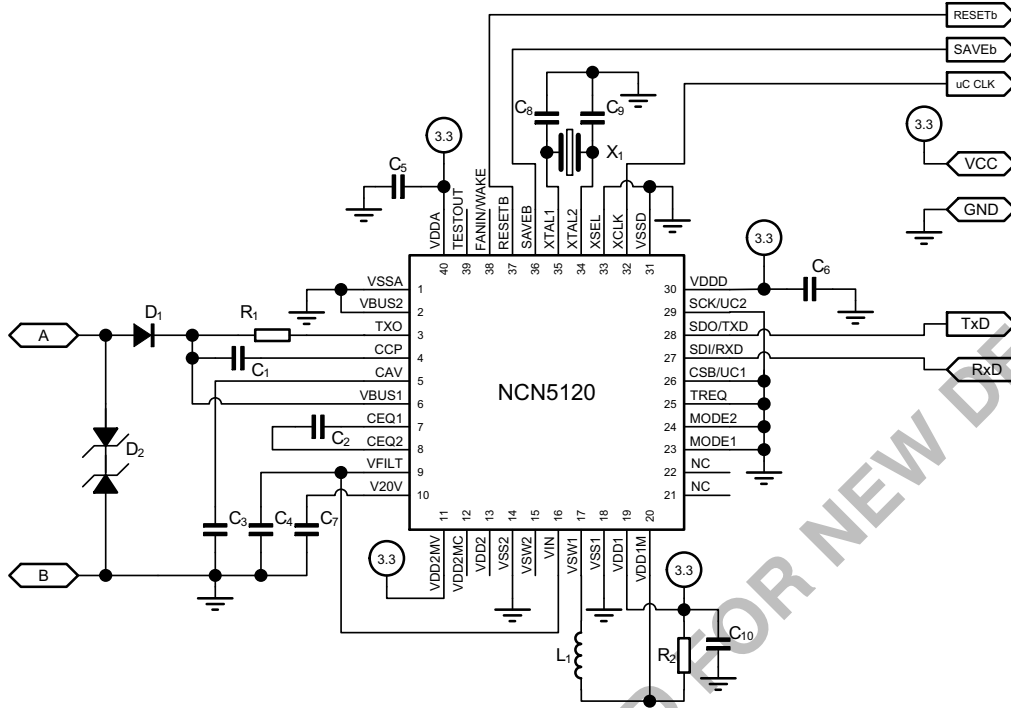 RESETb
SAVEb
uC CLK
C8
C9
3.3
3.3
X1
VCC
C5
GND
VDDA
TESTOUT
FANIN/WAKE
RESETB
SAVEB
XTAL1
XTAL2
XSEL
XCLK
VSSD
40
39
38
37
36
35
34
33
32
31
3.3
VSSA
1
30
VDDD
C6
VBUS2
2
29
SCK/UC2
D1
R1
TXO
3
28
SDO/TXD
TxD
A
CCP
4
27
SDI/RXD
RxD
C1
CAV
5
26
CSB/UC1
VBUS1
6
NCN5120
25
TREQ
CEQ1
7
24
MODE2
D2
C2
CEQ2
8
23
MODE1
VFILT
9
22
NC
V20V
10
21
NC
C3
C4
C7
11
12
13
14
15
16
17
18
19
20
VDD2MV
VDD2MC
VDD2
VSS2
VSW2
VIN
VSW1
VSS1
VDD1
VDD1M
3.3
3.3
B
L1
R2
C10
FOR NEW DE